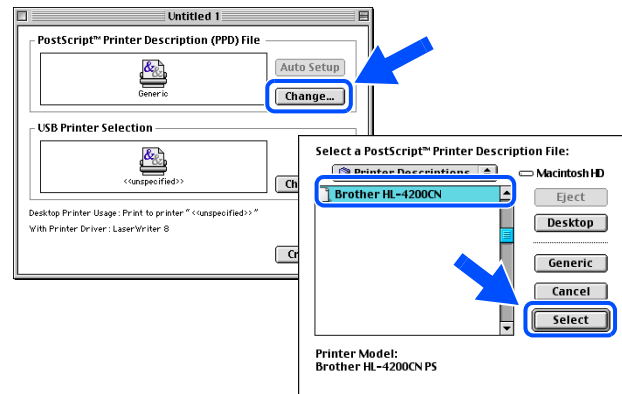 Untitled 1
PostScript™ Printer Description (PPD) File
Generic
Auto Setup
Change...
USB Printer Selection
<<unspecified>>
Ch
Desktop Printer Usage: Print to printer "<<unspecified>>"
With Printer Driver: LaserWriter 8
Cr
Select a PostScript™ Printer Description File:
Printer Descriptions
Macintosh HD
Brother HL-4200CN
Eject
Desktop
Generic
Cancel
Select
Printer Model:
Brother HL-4200CN PS